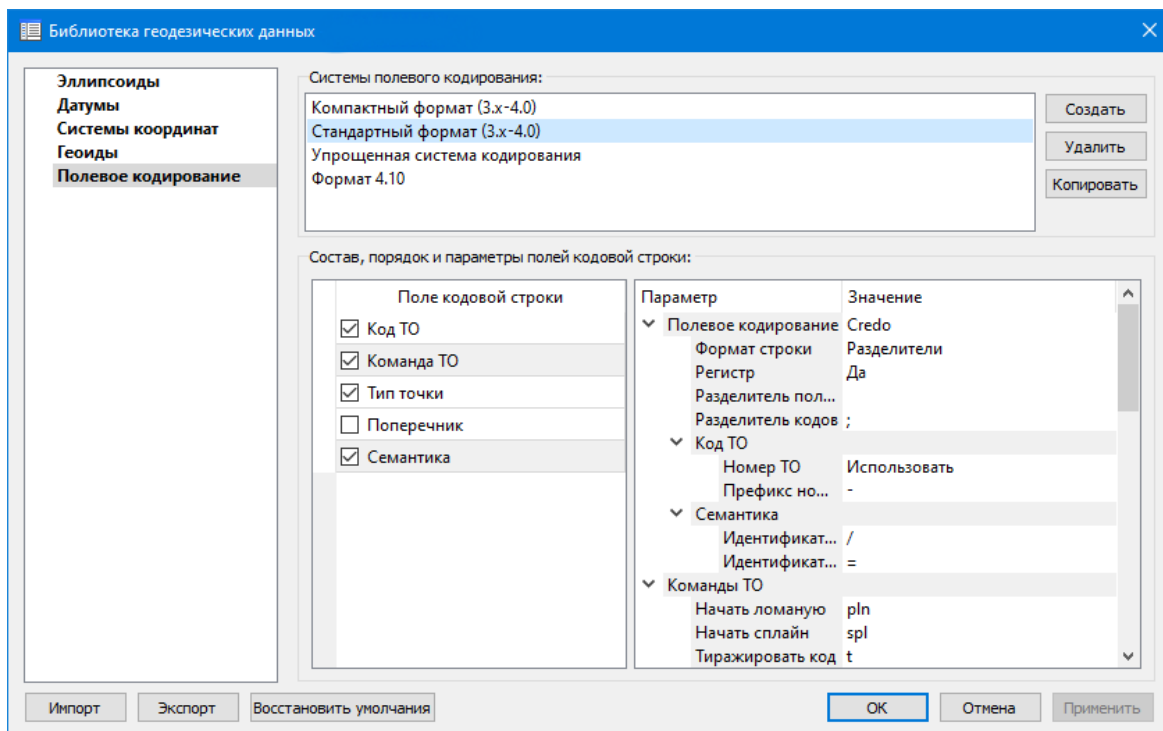 Библиотека геодезических данных
Эллипсоиды
Датумы
Системы координат
Геоиды
Полевое кодирование
Системы полевого кодирования:
Компактный формат (3.x-4.0)
Стандартный формат (3.x-4.0)
Упрощенная система кодирования
Формат 4.10
Создать
Удалить
Копировать
Состав, порядок и параметры полей кодовой строки:
Поле кодовой строки
Код ТО
Команда ТО
Тип точки
Поперечник
Семантика
Параметр Значение
Полевое кодирование Credo
Формат строки Разделители
Регистр Да
Разделитель пол...
Разделитель кодов ;
Код ТО
Номер ТО Использовать
Префикс но... -
Семантика
Идентификат... /
Идентификат... =
Команды ТО
Начать ломаную pln
Начать сплайн spl
Тиражировать код t
Импорт Экспорт Восстановить умолчания ОК Отмена Применить